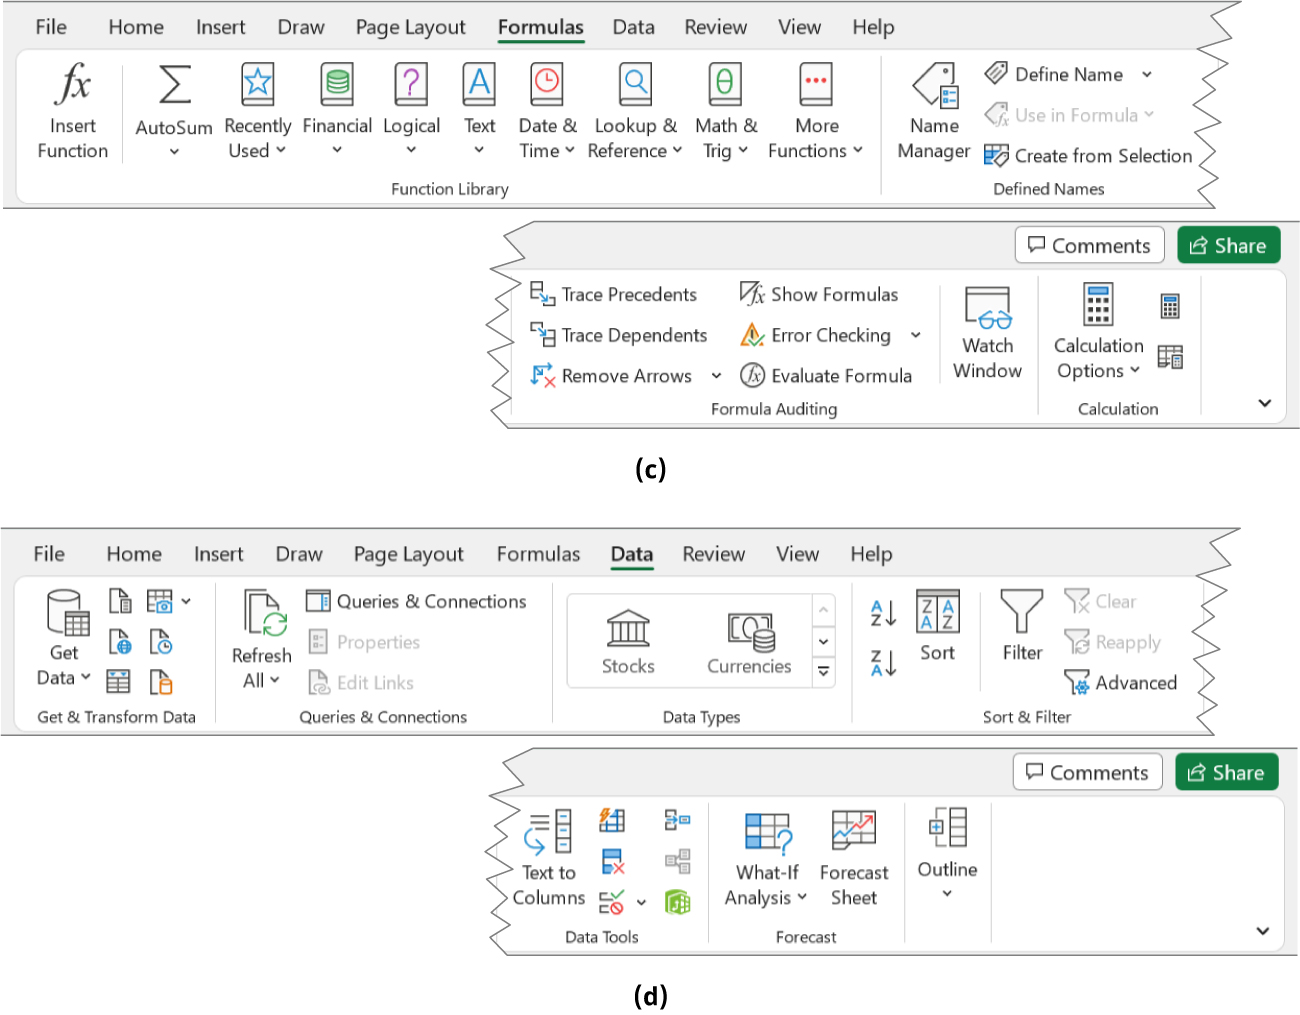 File Home Insert Draw Page Layout Formulas Data Review View Help
Insert Function
AutoSum
Recently Used
Financial
Logical
Text
Date & Time
Lookup & Reference
Math & Trig
More Functions
Function Library
Name Manager
Define Name
Use in Formula
Create from Selection
Defined Names
Comments Share
Trace Precedents
Trace Dependents
Remove Arrows
Show Formulas
Error Checking
Evaluate Formula
Formula Auditing
Watch Window
Calculation Options
Calculation
(c)
File Home Insert Draw Page Layout Formulas Data Review View Help
Get Data
Get & Transform Data
Refresh All
Queries & Connections
Properties
Edit Links
Queries & Connections
Stocks
Currencies
Data Types
Sort
Filter
Clear
Reapply
Advanced
Sort & Filter
Comments Share
Text to Columns
Data Tools
What-If Analysis
Forecast Sheet
Forecast
Outline
(d)